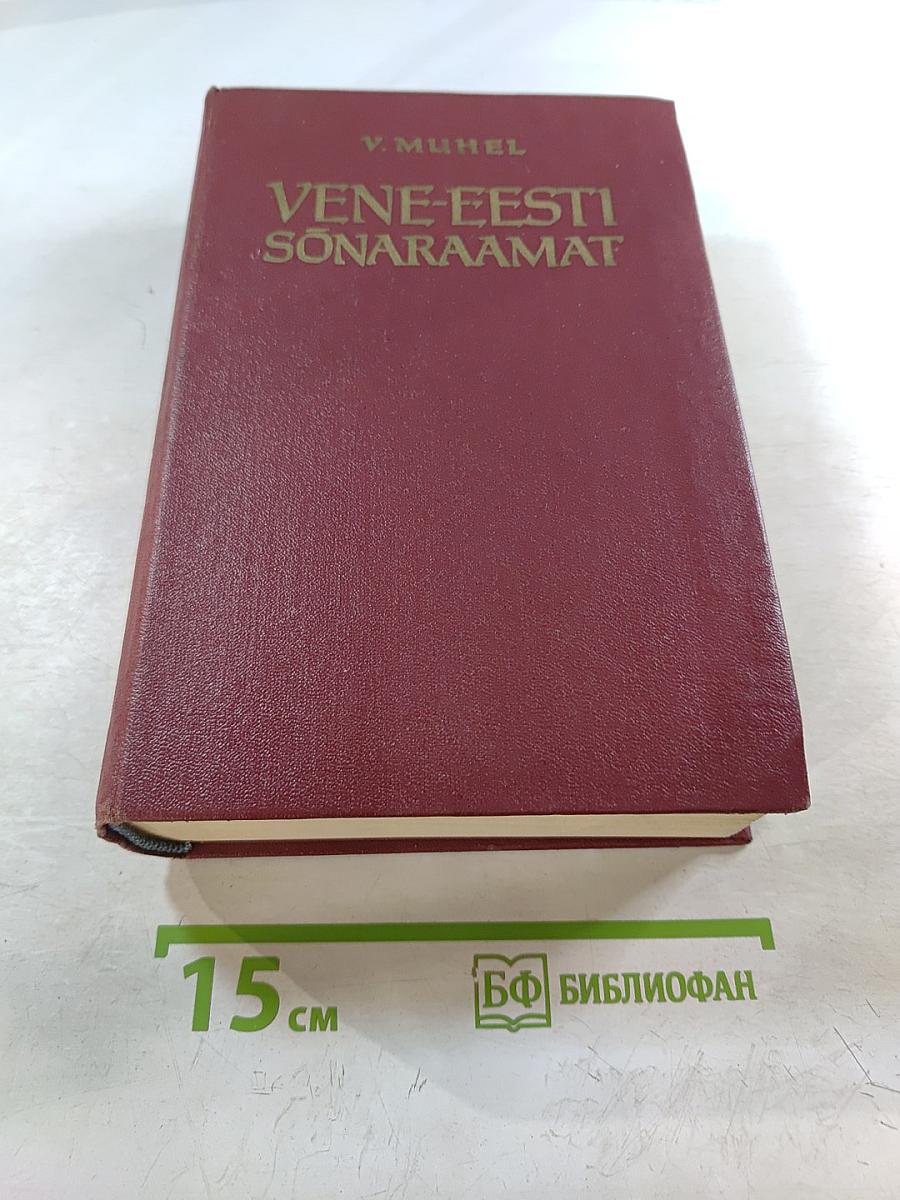 V. MUHEL
VENE-EESTI
SÕNARAAMAT
15 см
БФ БИБЛИОФАН